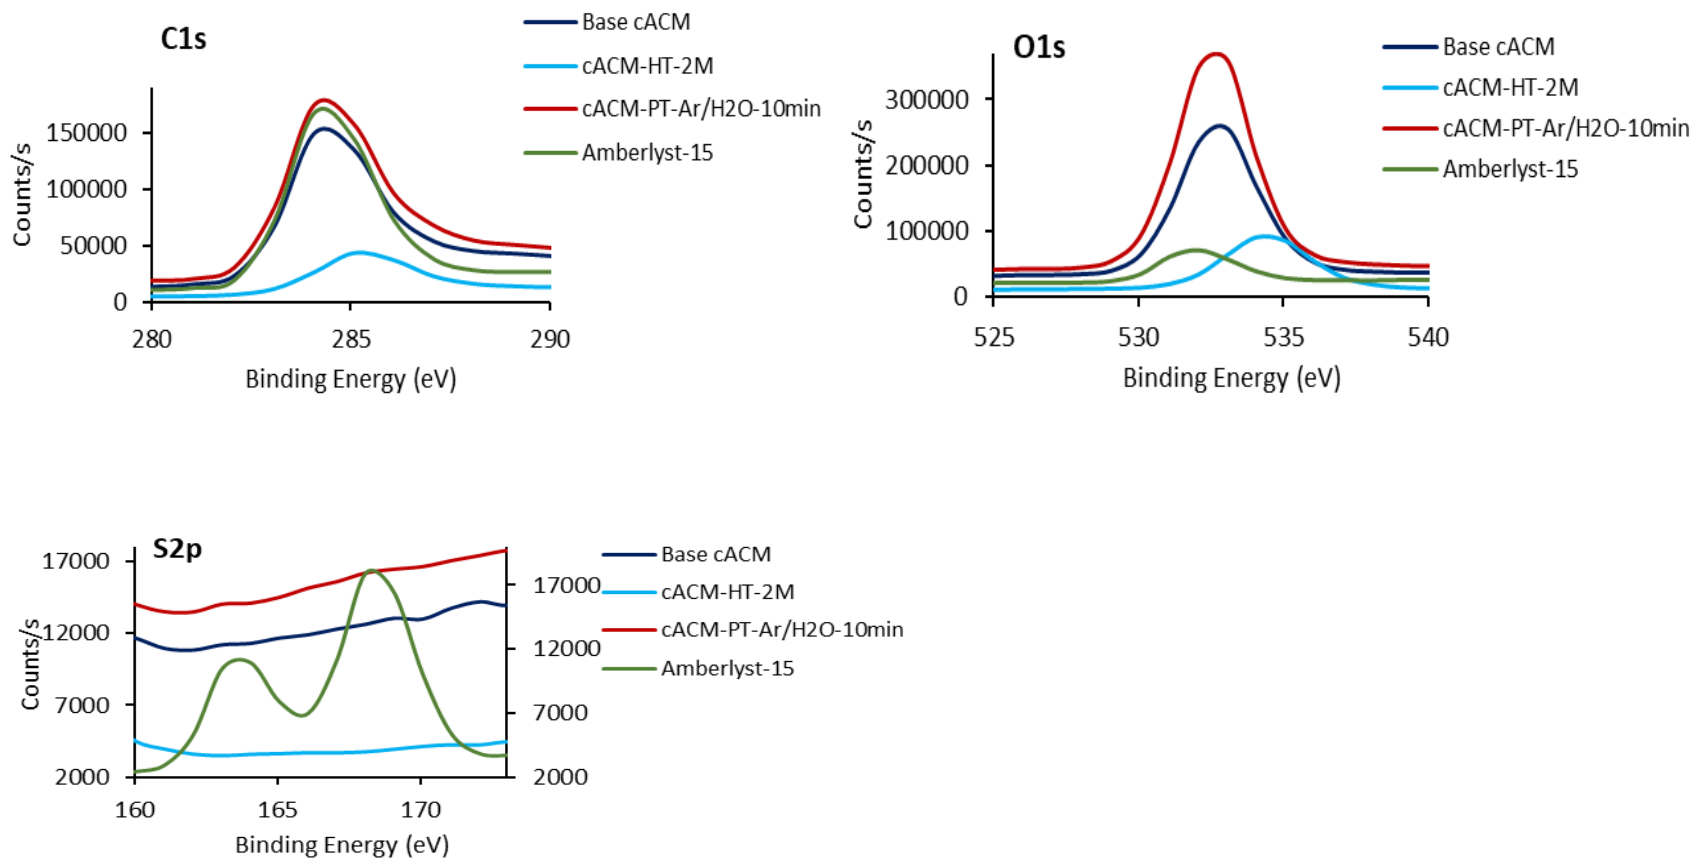 C1s
Base cACM
cACM-HT-2M
cACM-PT-Ar/H2O-10min
Amberlyst-15
Counts/s
150000
100000
50000
0
280
285
290
Binding Energy (eV)
O1s
Base cACM
cACM-HT-2M
cACM-PT-Ar/H2O-10min
Amberlyst-15
Counts/s
300000
200000
100000
0
525
530
535
540
Binding Energy (eV)
S2p
Base cACM
cACM-HT-2M
cACM-PT-Ar/H2O-10min
Amberlyst-15
Counts/s
17000
12000
7000
2000
17000
12000
7000
2000
160
165
170
Binding Energy (eV)